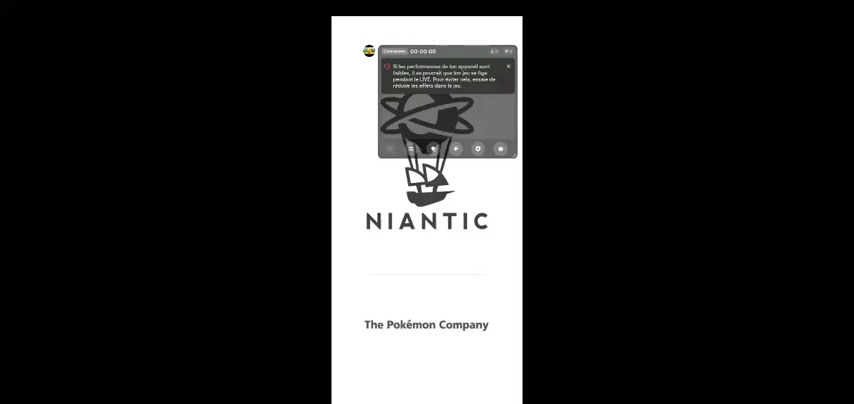 Commencer 00:00:00
Si les performances de ton appareil sont
faibles, il se pourrait que ton jeu se fige
pendant le LIVE. Pour éviter cela, essaie de
réduire les effets dans le jeu.
NIANTIC
The Pokémon Company